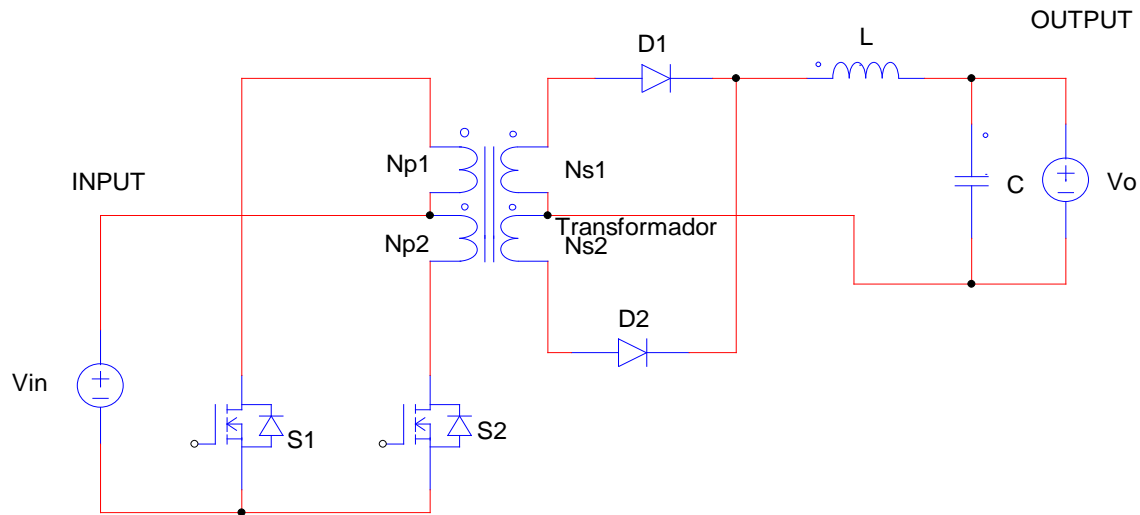 OUTPUT
D1
L
Np1
Ns1
INPUT
C
Vo
Transformador
Np2
Ns2
D2
Vin
S1
S2